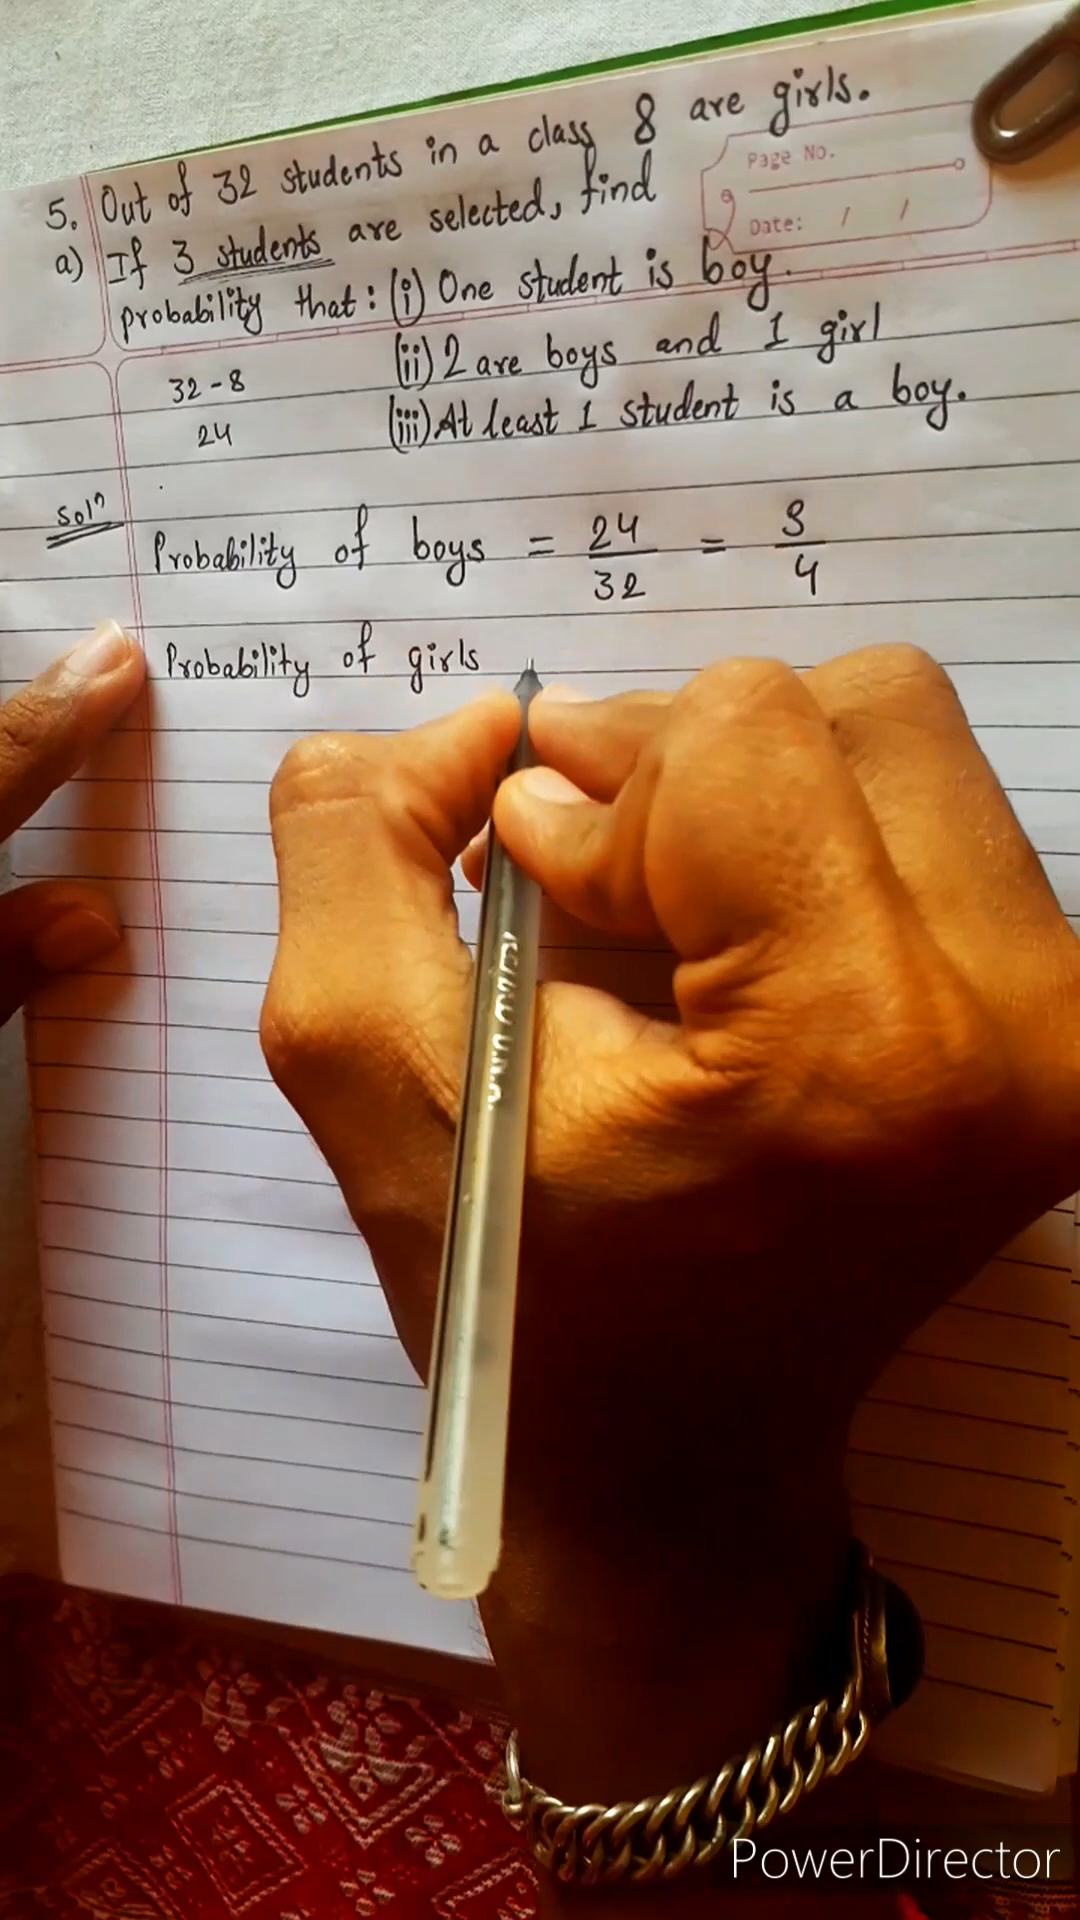 5. Out of 32 students in a class 8 are girls.
Page No.
a) If 3 students are selected, find
Date: / /
probability that: (i) One student is boy.
(ii) 2 are boys and 1 girl
32 - 8
(iii) At least 1 student is a boy.
24
Solⁿ
Probability of boys = 24/32 = 3/4
Probability of girls
PowerDirector